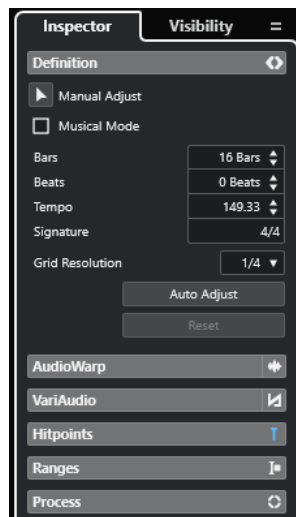 Inspector Visibility
Definition
Manual Adjust
Musical Mode
Bars 16 Bars
Beats 0 Beats
Tempo 149.33
Signature 4/4
Grid Resolution 1/4
Auto Adjust
Reset
AudioWarp
VariAudio
Hitpoints
Ranges
Process